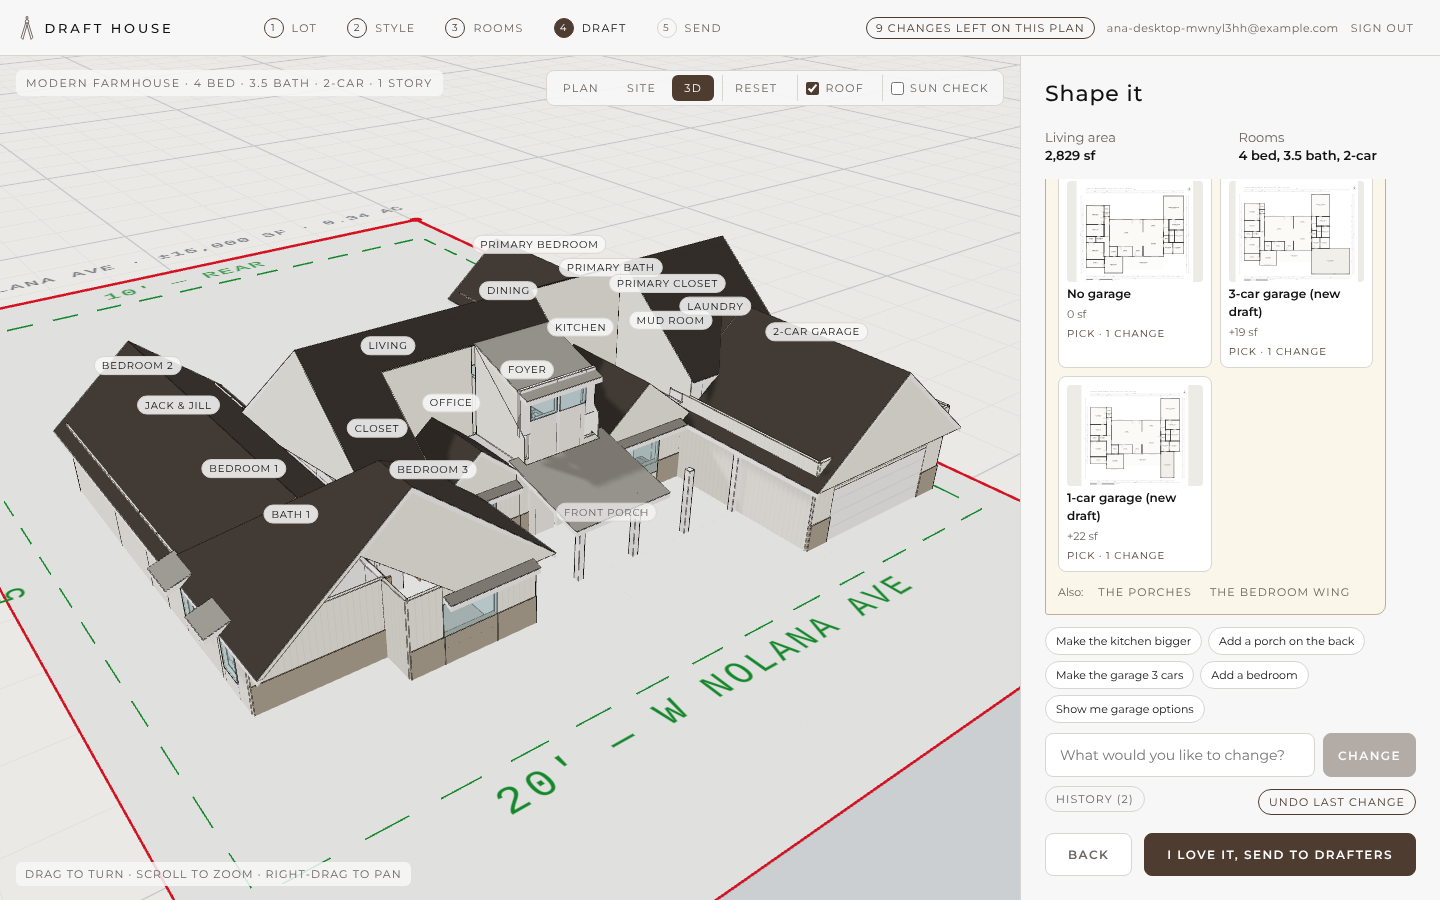 DRAFT HOUSE
1 LOT
2 STYLE
3 ROOMS
4 DRAFT
5 SEND
9 CHANGES LEFT ON THIS PLAN
ana-desktop-mwnyl3hh@example.com
SIGN OUT
MODERN FARMHOUSE · 4 BED · 3.5 BATH · 2-CAR · 1 STORY
PLAN
SITE
3D
RESET
ROOF
SUN CHECK
ANA AVE · ±15,000 SF · 0.34 AC
10' — REAR
PRIMARY BEDROOM
PRIMARY BATH
PRIMARY CLOSET
DINING
LAUNDRY
MUD ROOM
KITCHEN
2-CAR GARAGE
LIVING
BEDROOM 2
FOYER
JACK & JILL
OFFICE
CLOSET
BEDROOM 1
BEDROOM 3
BATH 1
FRONT PORCH
20' — W NOLANA AVE
DRAG TO TURN · SCROLL TO ZOOM · RIGHT-DRAG TO PAN
Shape it
Living area
2,829 sf
Rooms
4 bed, 3.5 bath, 2-car
No garage
0 sf
PICK · 1 CHANGE
3-car garage (new
draft)
+19 sf
PICK · 1 CHANGE
1-car garage (new
draft)
+22 sf
PICK · 1 CHANGE
Also: THE PORCHES THE BEDROOM WING
Make the kitchen bigger
Add a porch on the back
Make the garage 3 cars
Add a bedroom
Show me garage options
What would you like to change?
CHANGE
HISTORY (2)
UNDO LAST CHANGE
BACK
I LOVE IT, SEND TO DRAFTERS